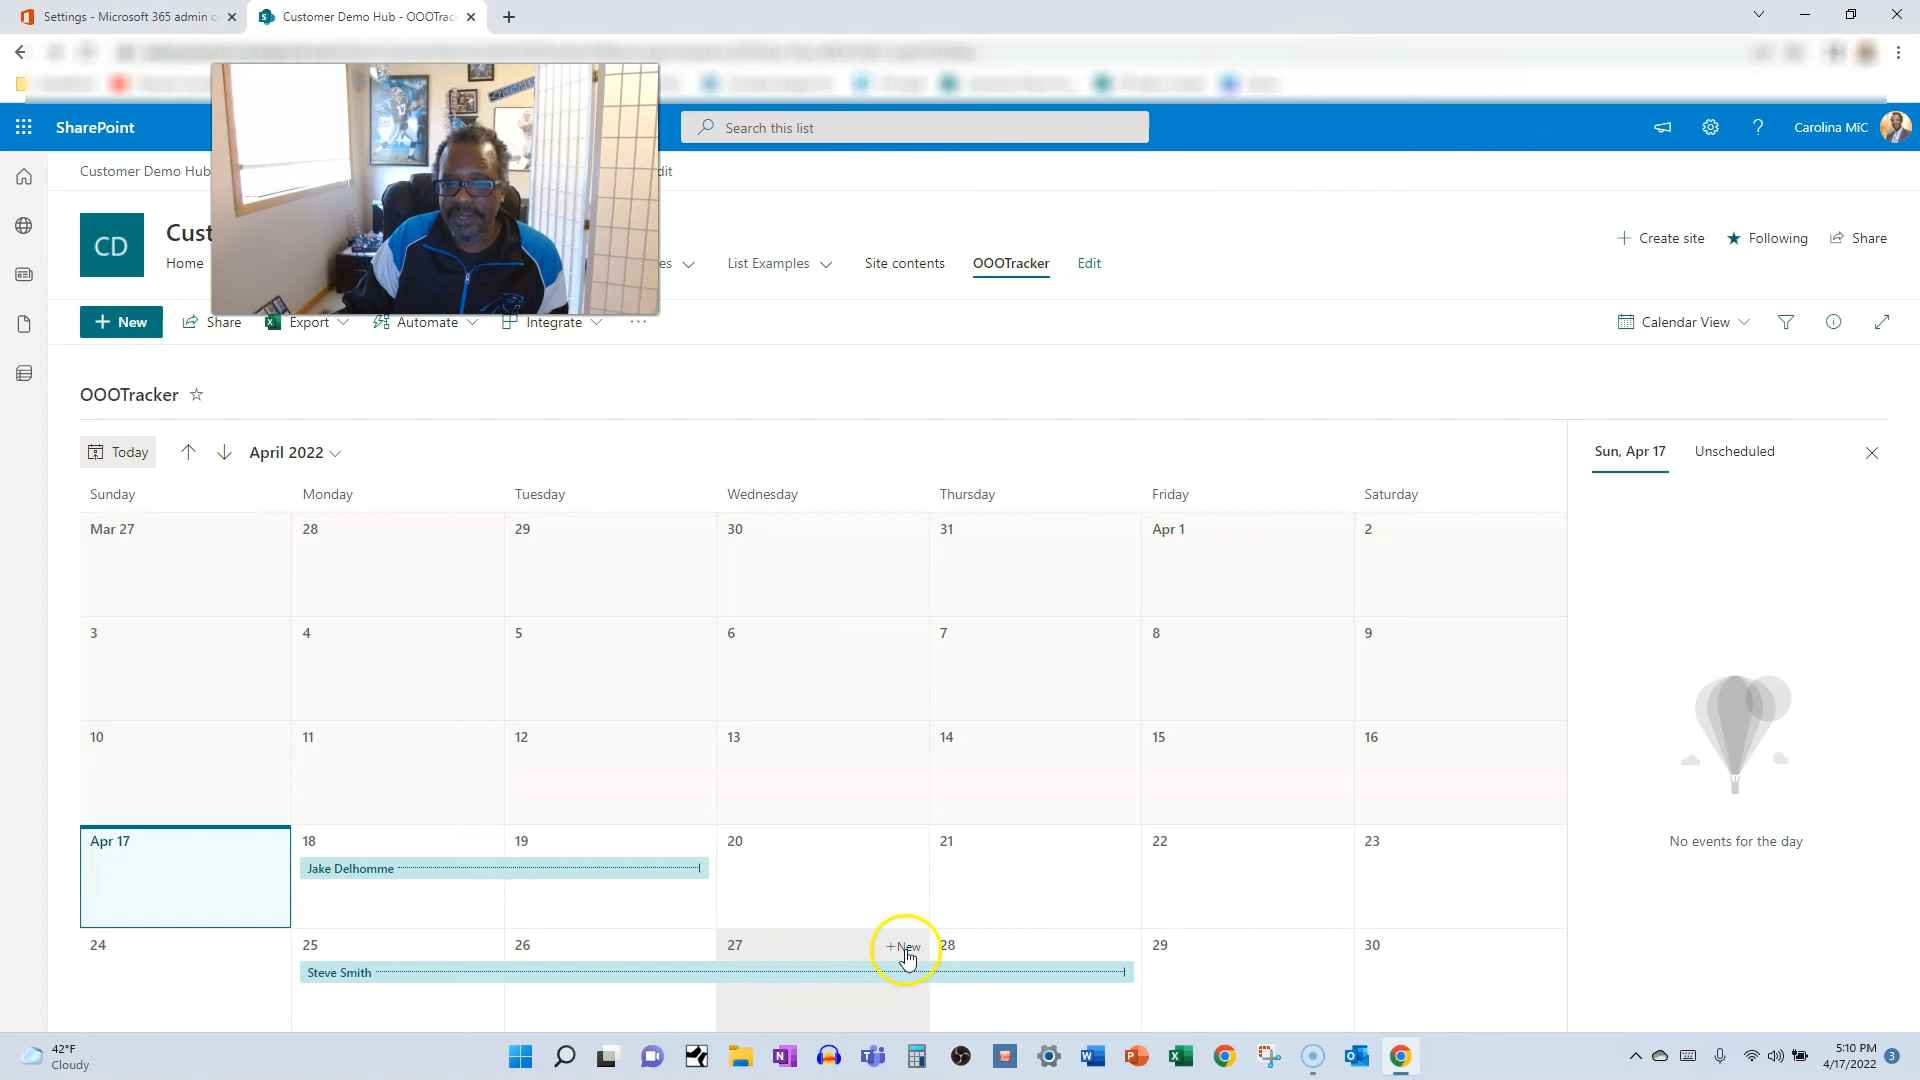 Settings - Microsoft 365 admin c
Customer Demo Hub - OOOTrac
SharePoint
Search this list
Carolina MiC
Customer Demo Hub
dit
CD
Cust
Create site
Following
Share
Home
es
List Examples
Site contents
OOOTracker
Edit
New
Share
Export
Automate
Integrate
Calendar View
OOOTracker
Today
April 2022
Sun, Apr 17
Unscheduled
Sunday
Monday
Tuesday
Wednesday
Thursday
Friday
Saturday
Mar 27
28
29
30
31
Apr 1
2
3
4
5
6
7
8
9
10
11
12
13
14
15
16
Apr 17
18
19
20
21
22
23
Jake Delhomme
No events for the day
24
25
26
27
+New
28
29
30
Steve Smith
42°F
Cloudy
5:10 PM
4/17/2022
3